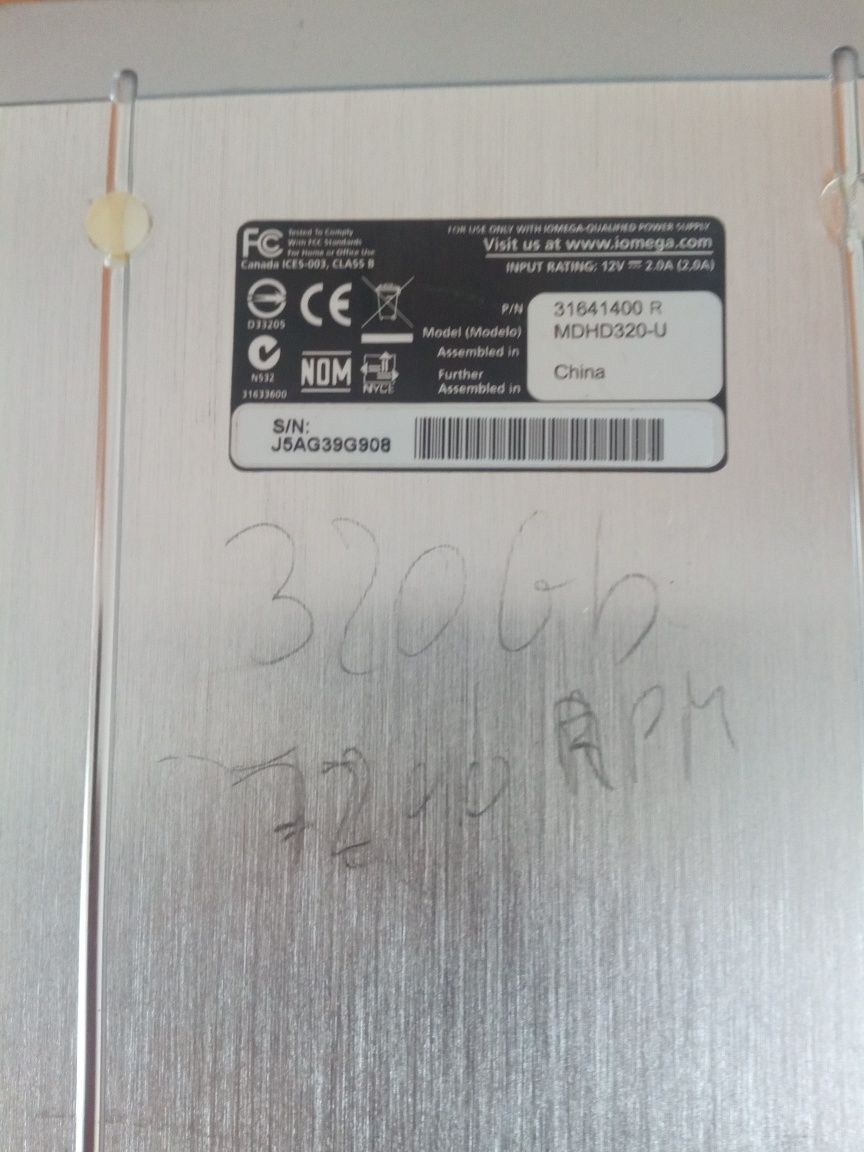 FC Tested To Comply
With FCC Standards
For Home or Office Use
Canada ICES-003, CLASS B
FOR USE ONLY WITH IOMEGA-QUALIFIED POWER SUPPLY
Visit us at www.iomega.com
INPUT RATING: 12V ⎓ 2.0A (2,0A)
D33205
CE
N532
31633600
NOM
NYCE
P/N 31641400 R
Model (Modelo) MDHD320-U
Assembled in
Further
Assembled in China
S/N:
J5AG39G908
320Gb
7200 RPM